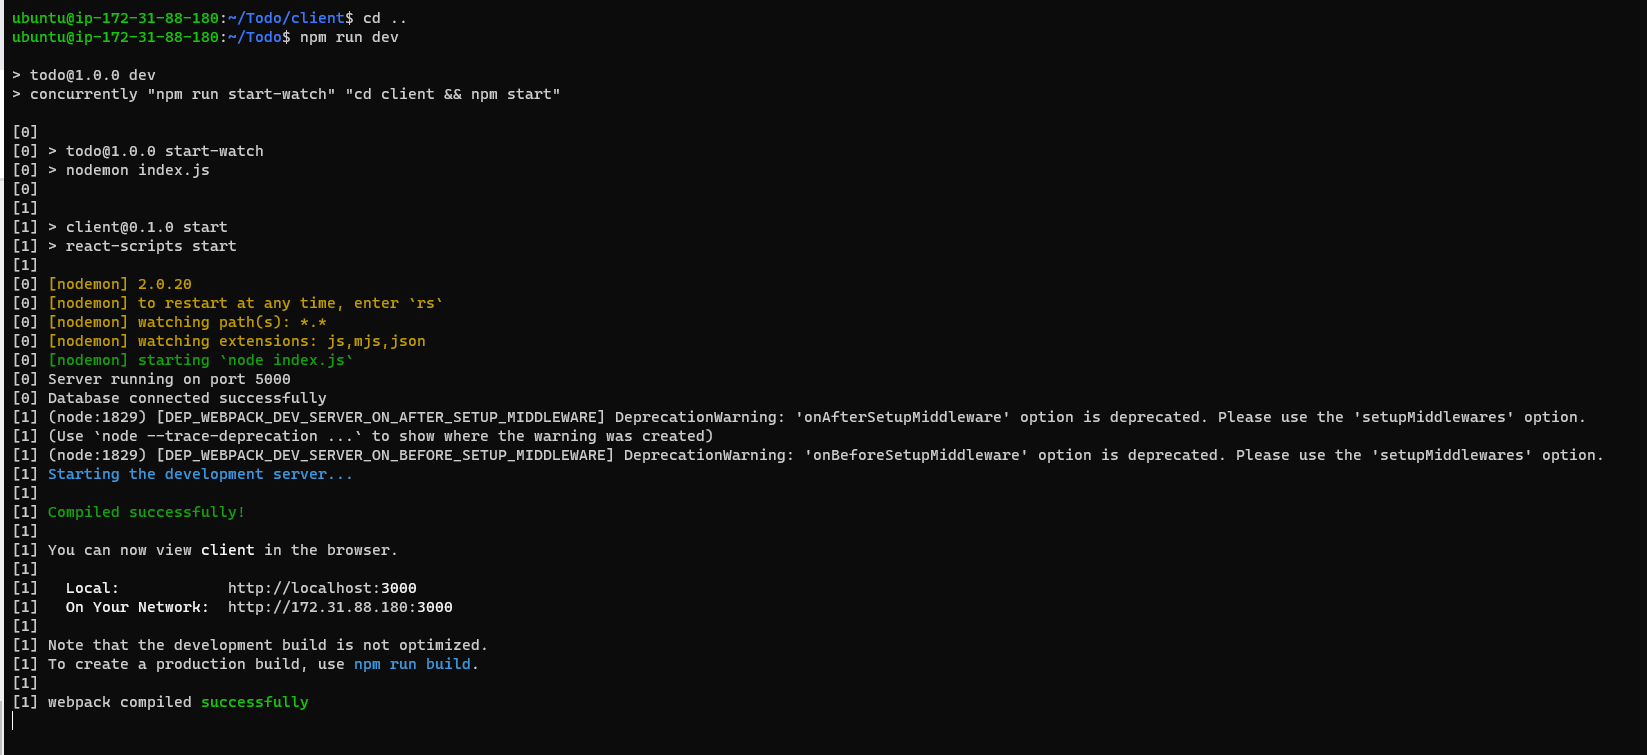 ubuntu@ip-172-31-88-180:~/Todo/client$ cd ..
ubuntu@ip-172-31-88-180:~/Todo$ npm run dev
> todo@1.0.0 dev
> concurrently "npm run start-watch" "cd client && npm start"
[0]
[0] > todo@1.0.0 start-watch
[0] > nodemon index.js
[0]
[1]
[1] > client@0.1.0 start
[1] > react-scripts start
[1]
[0] [nodemon] 2.0.20
[0] [nodemon] to restart at any time, enter `rs`
[0] [nodemon] watching path(s): *.*
[0] [nodemon] watching extensions: js,mjs,json
[0] [nodemon] starting `node index.js`
[0] Server running on port 5000
[0] Database connected successfully
[1] (node:1829) [DEP_WEBPACK_DEV_SERVER_ON_AFTER_SETUP_MIDDLEWARE] DeprecationWarning: 'onAfterSetupMiddleware' option is deprecated. Please use the 'setupMiddlewares' option.
[1] (Use `node --trace-deprecation ...` to show where the warning was created)
[1] (node:1829) [DEP_WEBPACK_DEV_SERVER_ON_BEFORE_SETUP_MIDDLEWARE] DeprecationWarning: 'onBeforeSetupMiddleware' option is deprecated. Please use the 'setupMiddlewares' option.
[1] Starting the development server...
[1]
[1] Compiled successfully!
[1]
[1] You can now view client in the browser.
[1]
[1]   Local:            http://localhost:3000
[1]   On Your Network:  http://172.31.88.180:3000
[1]
[1] Note that the development build is not optimized.
[1] To create a production build, use npm run build.
[1]
[1] webpack compiled successfully